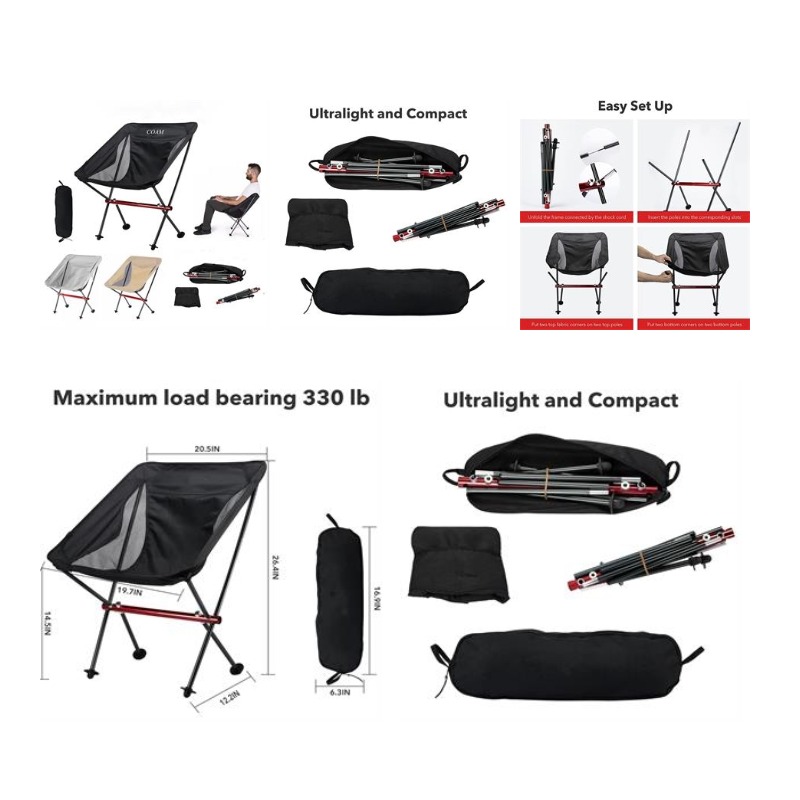 COAM
Ultralight and Compact
Easy Set Up
Unfold the frame connected by the shock cord
Insert the poles into the corresponding slots
Put two top fabric corners on two top poles
Put two bottom corners on two bottom poles
Maximum load bearing 330 lb
20.5IN
26.4IN
19.7IN
14.5IN
12.2IN
16.9IN
6.3IN
Ultralight and Compact